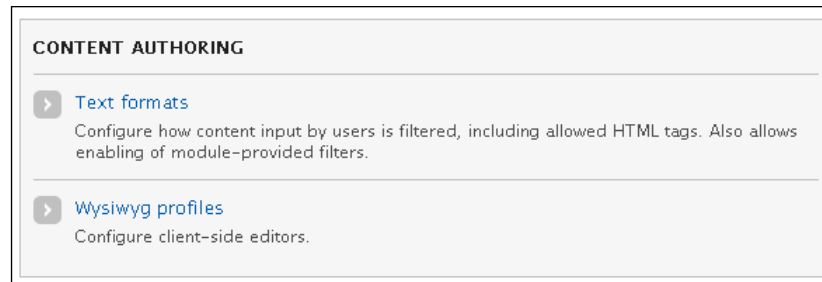 CONTENT AUTHORING
Text formats
Configure how content input by users is filtered, including allowed HTML tags. Also allows
enabling of module-provided filters.
Wysiwyg profiles
Configure client-side editors.